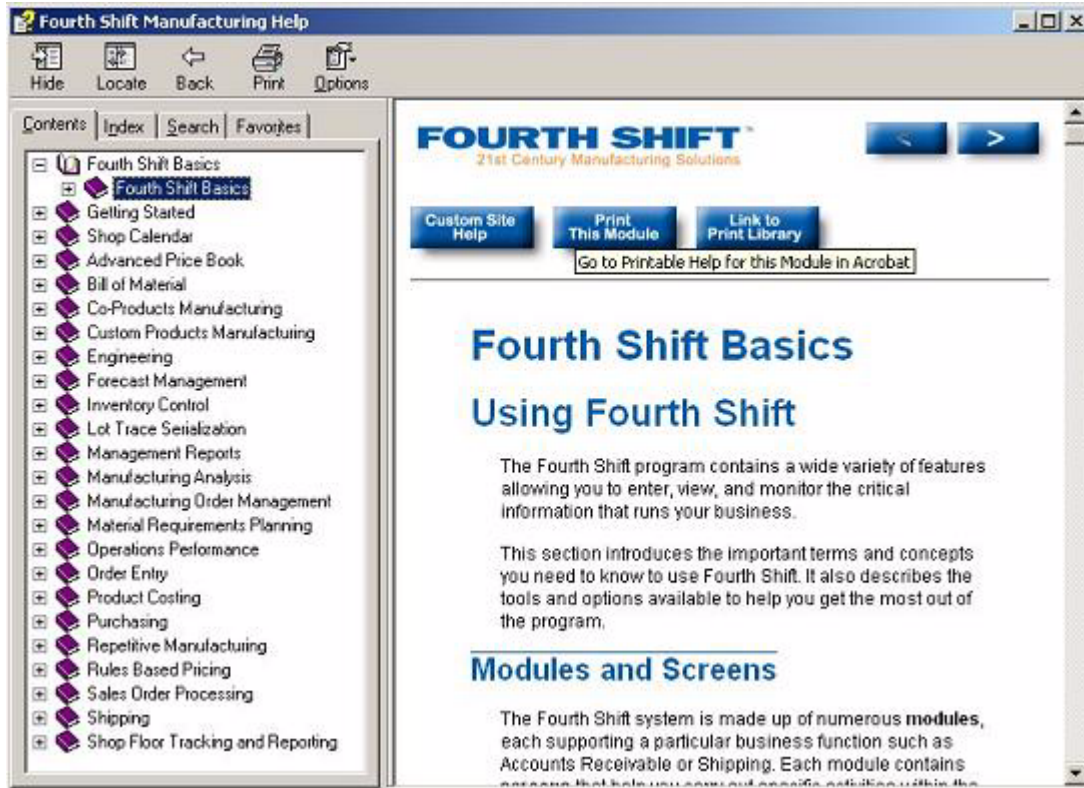 Fourth Shift Manufacturing Help
Hide Locate Back Print Options
Contents Index Search Favorites
Fourth Shift Basics
Fourth Shift Basics
Getting Started
Shop Calendar
Advanced Price Book
Bill of Material
Co-Products Manufacturing
Custom Products Manufacturing
Engineering
Forecast Management
Inventory Control
Lot Trace Serialization
Management Reports
Manufacturing Analysis
Manufacturing Order Management
Material Requirements Planning
Operations Performance
Order Entry
Product Costing
Purchasing
Repetitive Manufacturing
Rules Based Pricing
Sales Order Processing
Shipping
Shop Floor Tracking and Reporting
FOURTH SHIFT
21st Century Manufacturing Solutions
< >
Custom Site Help
Print This Module
Link to Print Library
Go to Printable Help for this Module in Acrobat
Fourth Shift Basics
Using Fourth Shift
The Fourth Shift program contains a wide variety of features
allowing you to enter, view, and monitor the critical
information that runs your business.
This section introduces the important terms and concepts
you need to know to use Fourth Shift. It also describes the
tools and options available to help you get the most out of
the program.
Modules and Screens
The Fourth Shift system is made up of numerous modules,
each supporting a particular business function such as
Accounts Receivable or Shipping. Each module contains